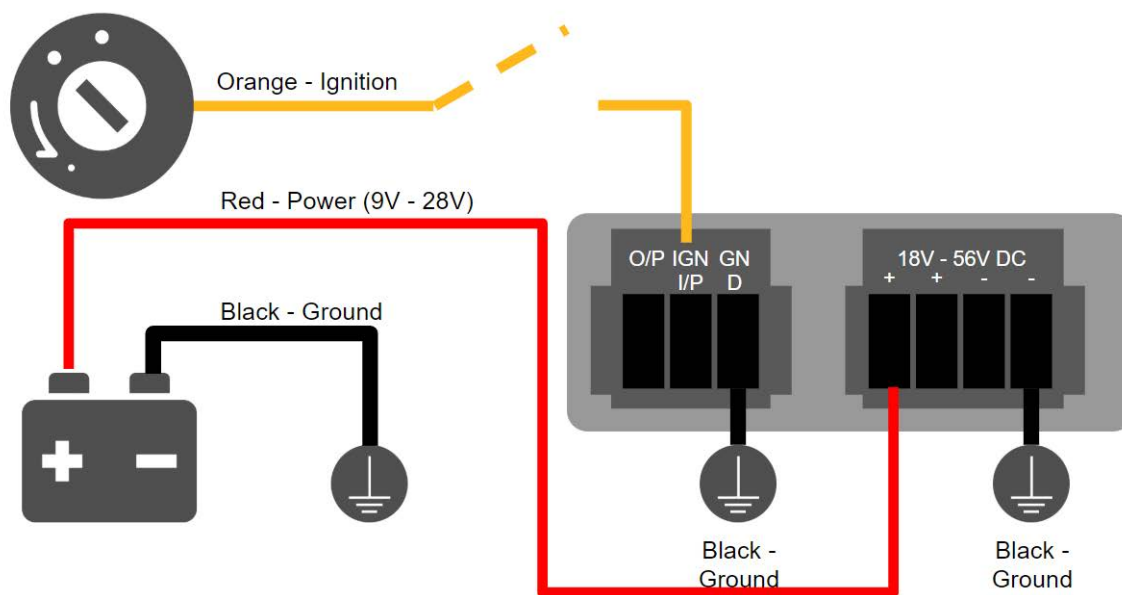 Orange - Ignition
Red - Power (9V - 28V)
O/P IGN GN
I/P D
18V - 56V DC
+ + - -
Black - Ground
+ -
Black -
Ground
Black -
Ground